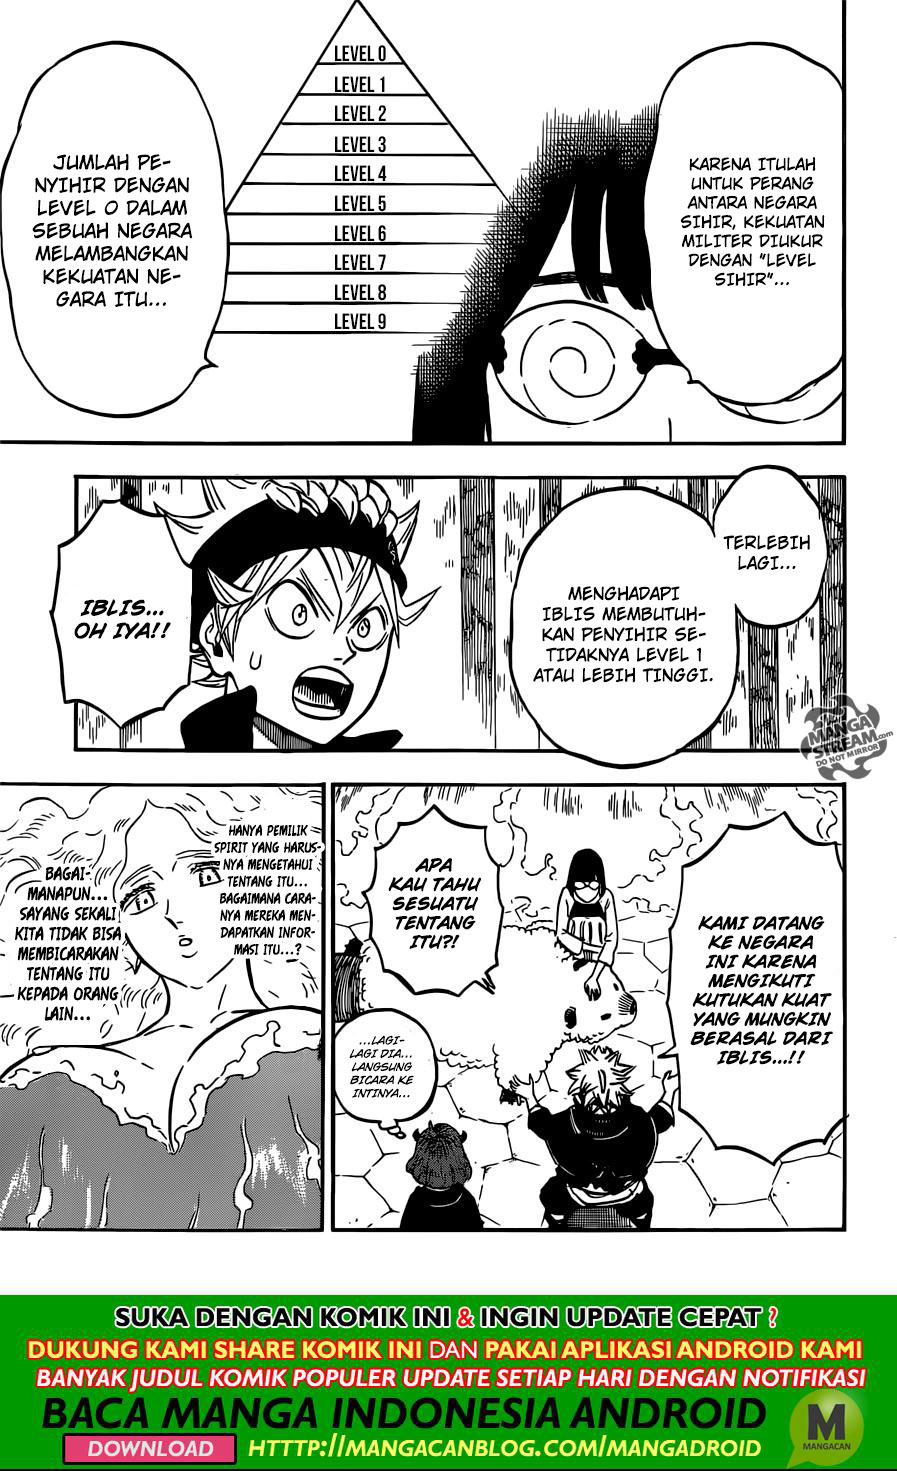 KARENA ITULAH
UNTUK PERANG
ANTARA NEGARA
SIHIR, KEKUATAN
MILITER DIUKUR
DENGAN "LEVEL
SIHIR"...
LEVEL 0
LEVEL 1
LEVEL 2
LEVEL 3
LEVEL 4
LEVEL 5
LEVEL 6
LEVEL 7
LEVEL 8
LEVEL 9
JUMLAH PE-
NYIHIR DENGAN
LEVEL 0 DALAM
SEBUAH NEGARA
MELAMBANGKAN
KEKUATAN NE-
GARA ITU...
TERLEBIH
LAGI...
MENGHADAPI
IBLIS MEMBUTUH-
KAN PENYIHIR SE-
TIDAKNYA LEVEL 1
ATAU LEBIH TINGGI.
IBLIS...
OH IYA!!
MANGA
STREAM.com
DO NOT MIRROR
KAMI DATANG
KE NEGARA
INI KARENA
MENGIKUTI
KUTUKAN KUAT
YANG MUNGKIN
BERASAL DARI
IBLIS...!!
APA
KAU TAHU
SESUATU
TENTANG
ITU?!
...LAGI-
LAGI DIA...
LANGSUNG
BICARA KE
INTINYA...
HANYA PEMILIK
SPIRIT YANG HARUS-
NYA MENGETAHUI
TENTANG ITU...
BAGAIMANA CARA-
NYA MEREKA MEN-
DAPATKAN INFOR-
MASI ITU...?
BAGAI-
MANAPUN...
SAYANG SEKALI
KITA TIDAK BISA
MEMBICARAKAN
TENTANG ITU
KEPADA ORANG
LAIN...
SUKA DENGAN KOMIK INI & INGIN UPDATE CEPAT ?
DUKUNG KAMI SHARE KOMIK INI DAN PAKAI APLIKASI ANDROID KAMI
BANYAK JUDUL KOMIK POPULER UPDATE SETIAP HARI DENGAN NOTIFIKASI
BACA MANGA INDONESIA ANDROID
DOWNLOAD HTTTP://MANGACANBLOG.COM/MANGADROID
M
MANGACAN